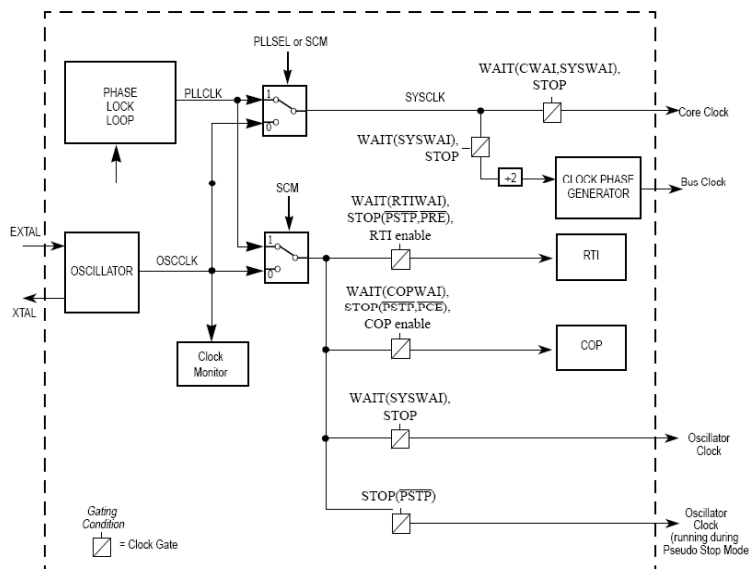 PLLSEL or SCM
PHASE
LOCK
LOOP
PLLCLK
1
0
SYSCLK
WAIT(CWAI,SYSWAI),
STOP
Core Clock
WAIT(SYSWAI),
STOP
÷2
CLOCK PHASE
GENERATOR
Bus Clock
EXTAL
XTAL
OSCILLATOR
OSCCLK
SCM
1
0
WAIT(RTIWAI),
STOP(PSTP,PRE),
RTI enable
RTI
Clock
Monitor
WAIT(COPWAI),
STOP(PSTP,PCE),
COP enable
COP
WAIT(SYSWAI),
STOP
Oscillator
Clock
STOP(PSTP)
Oscillator
Clock
(running during
Pseudo Stop Mode
Gating
Condition
= Clock Gate